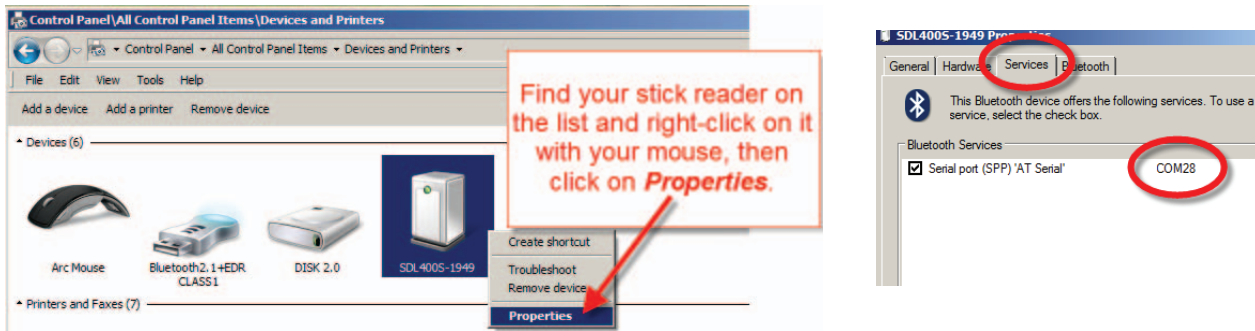 Control Panel\All Control Panel Items\Devices and Printers
Control Panel All Control Panel Items Devices and Printers
File Edit View Tools Help
Add a device Add a printer Remove device
Devices (6)
Arc Mouse
Bluetooth2.1+EDR
CLASS1
DISK 2.0
SDL400S-1949
Printers and Faxes (7)
Find your stick reader on
the list and right-click on it
with your mouse, then
click on Properties.
Create shortcut
Troubleshoot
Remove device
Properties
SDL400S-1949 Properties
General Hardware Services Bluetooth
This Bluetooth device offers the following services. To use a
service, select the check box.
Bluetooth Services
Serial port (SPP) 'AT Serial' COM28